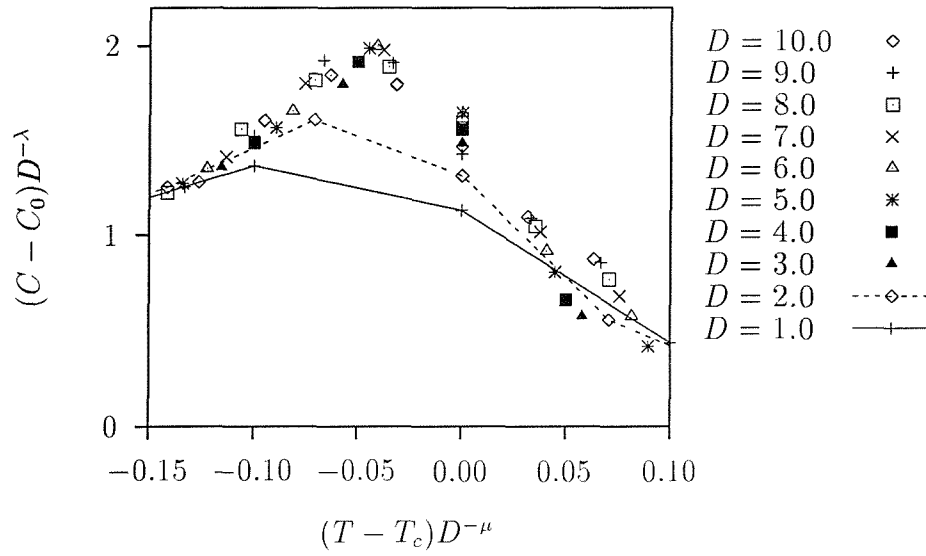 2
1
0
(C − C₀)D^{−λ}
−0.15 −0.10 −0.05 0.00 0.05 0.10
(T − T_c)D^{−μ}
D = 10.0
D = 9.0
D = 8.0
D = 7.0
D = 6.0
D = 5.0
D = 4.0
D = 3.0
D = 2.0
D = 1.0